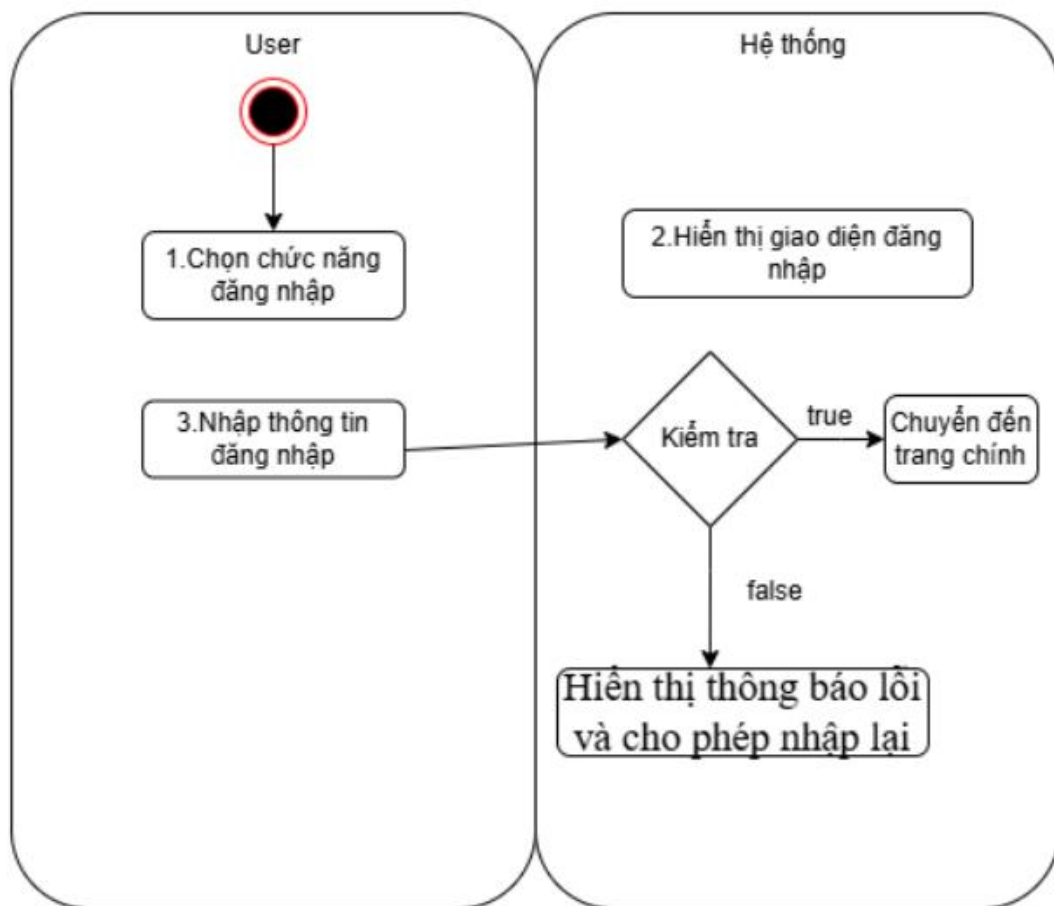 User
Hệ thống
1.Chọn chức năng
đăng nhập
2.Hiển thị giao diện đăng
nhập
3.Nhập thông tin
đăng nhập
Kiểm tra
true
Chuyển đến
trang chính
false
Hiển thị thông báo lỗi
và cho phép nhập lại